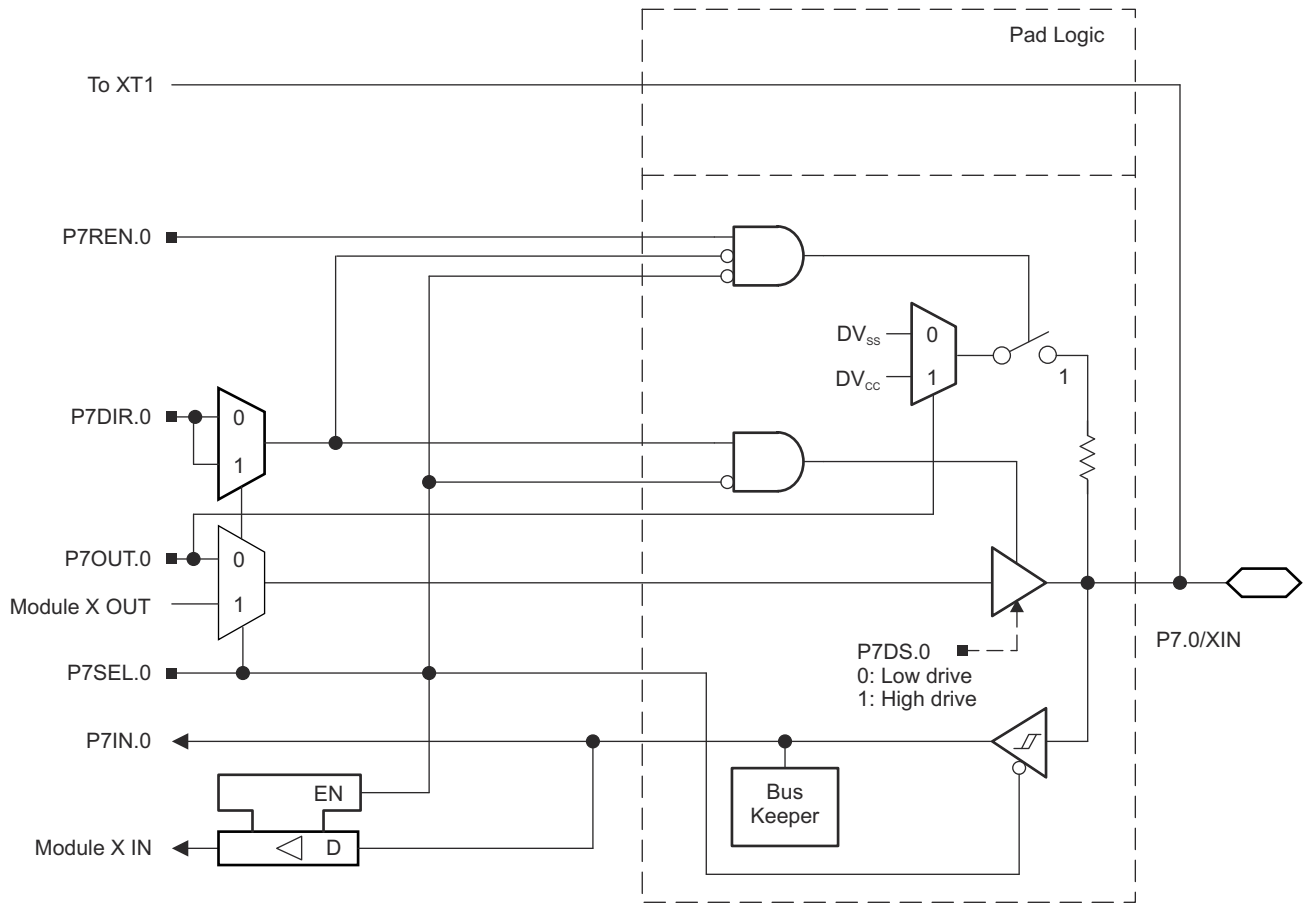 Pad Logic
To XT1
P7REN.0
DVSS
0
DVCC
1
1
P7DIR.0
0
1
P7OUT.0
0
Module X OUT
1
P7DS.0
0: Low drive
1: High drive
P7.0/XIN
P7SEL.0
P7IN.0
Bus
Keeper
EN
Module X IN
D